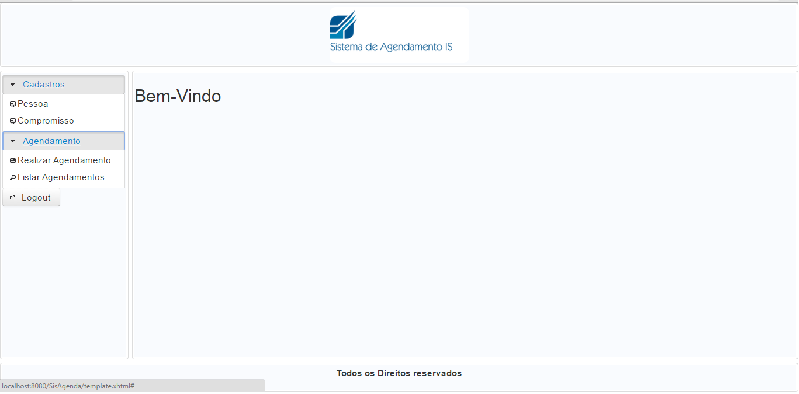 Sistema de Agendamento IS
Cadastros
Pessoa
Compromisso
Agendamento
Realizar Agendamento
Listar Agendamentos
Logout
Bem-Vindo
Todos os Direitos reservados
localhost:8080/SisAgenda/template.xhtml#